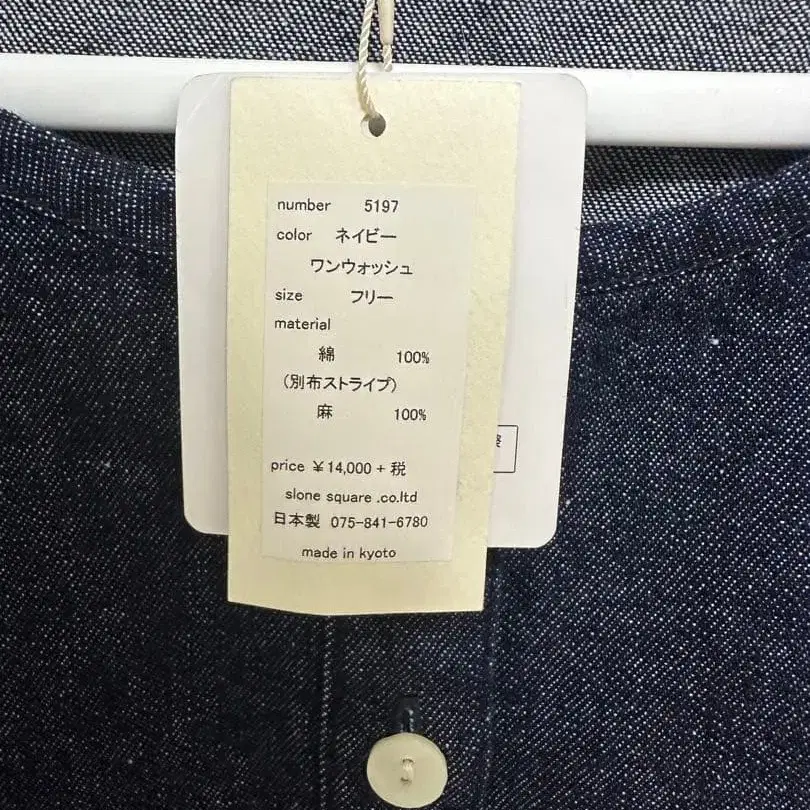 number 5197
color ネイビー
ワンウォッシュ
size フリー
material
綿 100%
(別布ストライプ)
麻 100%
price ¥14,000+税
slone square .co.ltd
日本製 075-841-6780
made in kyoto